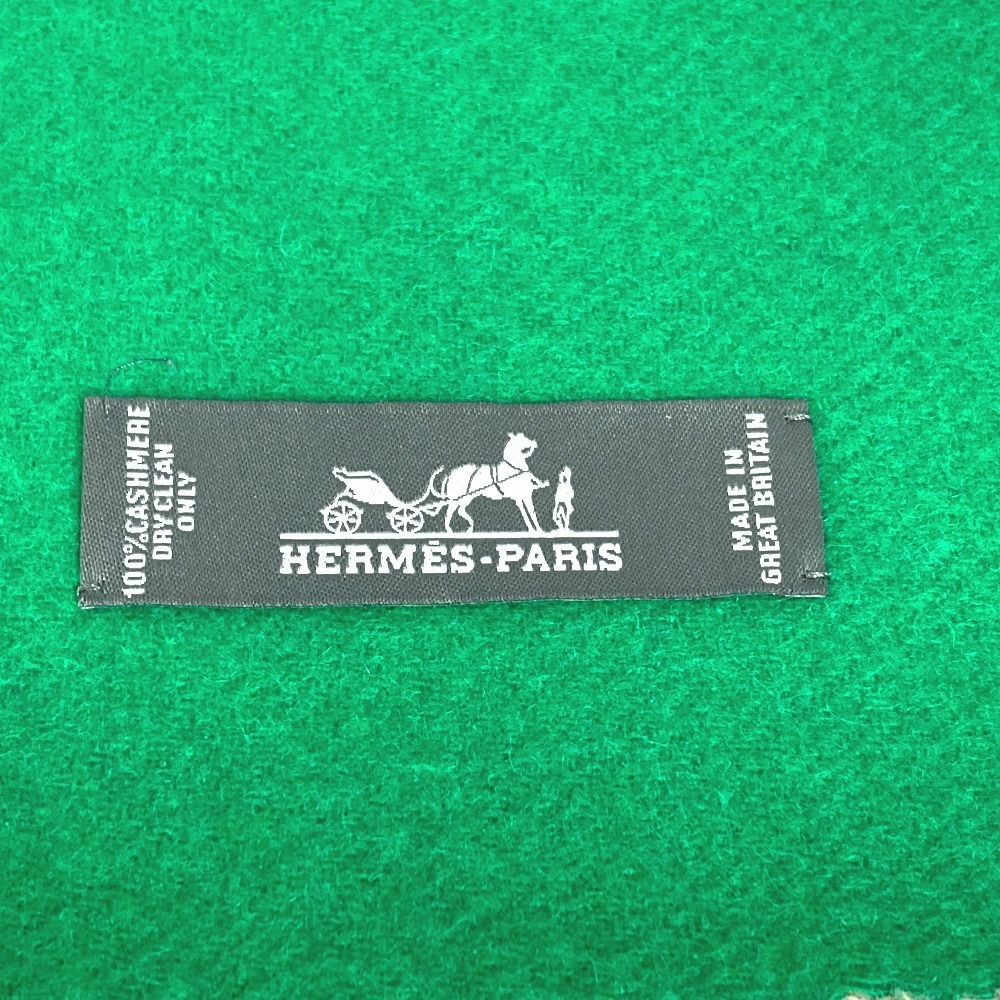 100% CASHMERE
DRY CLEAN
ONLY
HERMÈS-PARIS
MADE IN
GREAT BRITAIN